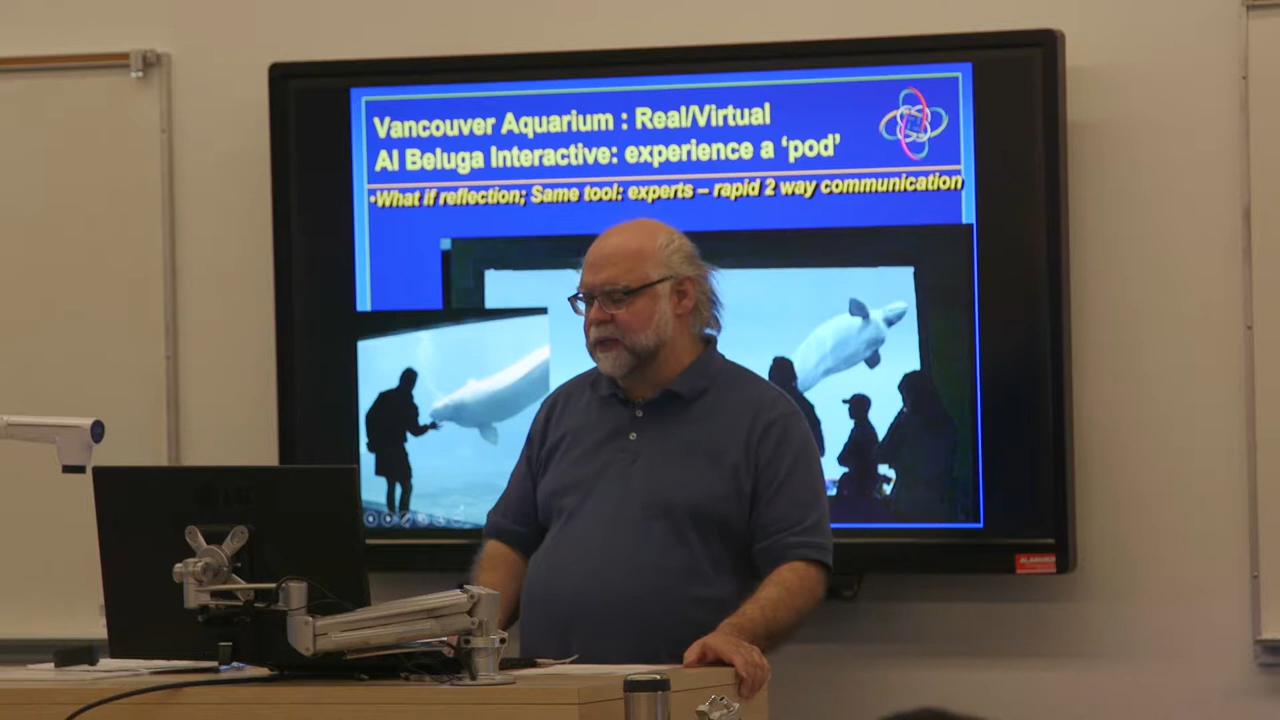 Vancouver Aquarium : Real/Virtual
AI Beluga Interactive: experience a ‘pod’
•What if reflection; Same tool: experts – rapid 2 way communication